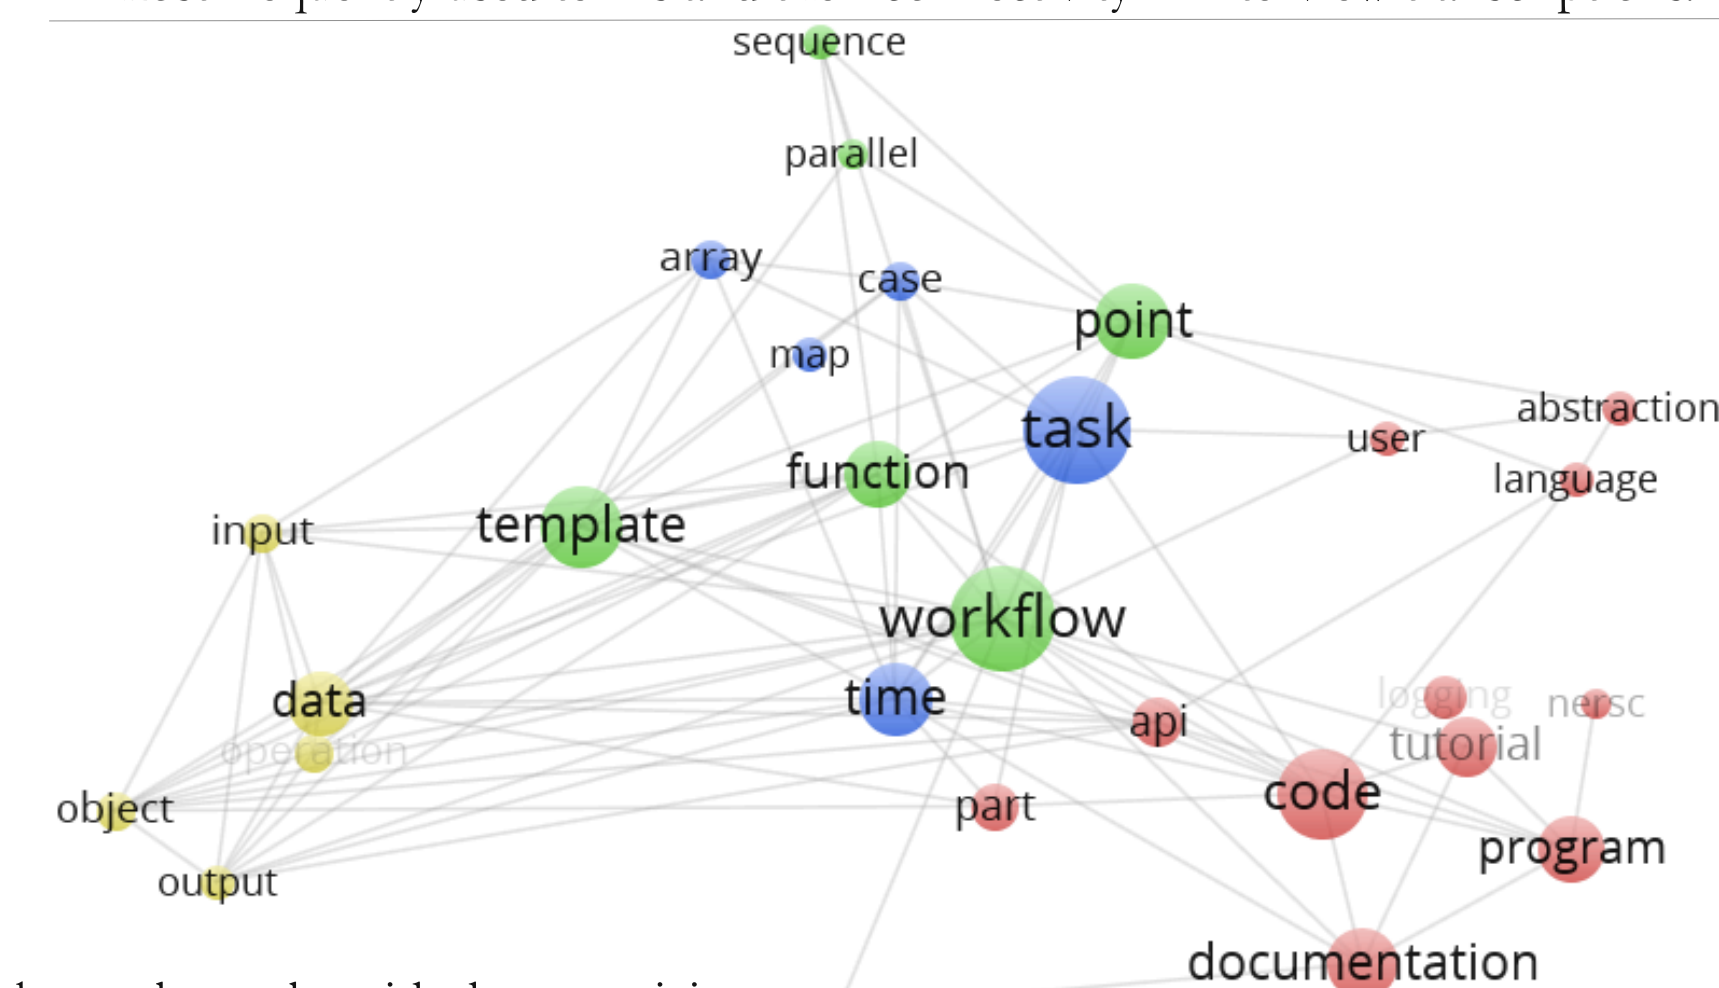 sequence
parallel
array
case
map
point
task
abstraction
user
language
function
template
input
workflow
data
time
api
logging
nersc
operation
tutorial
object
part
code
program
output
documentation